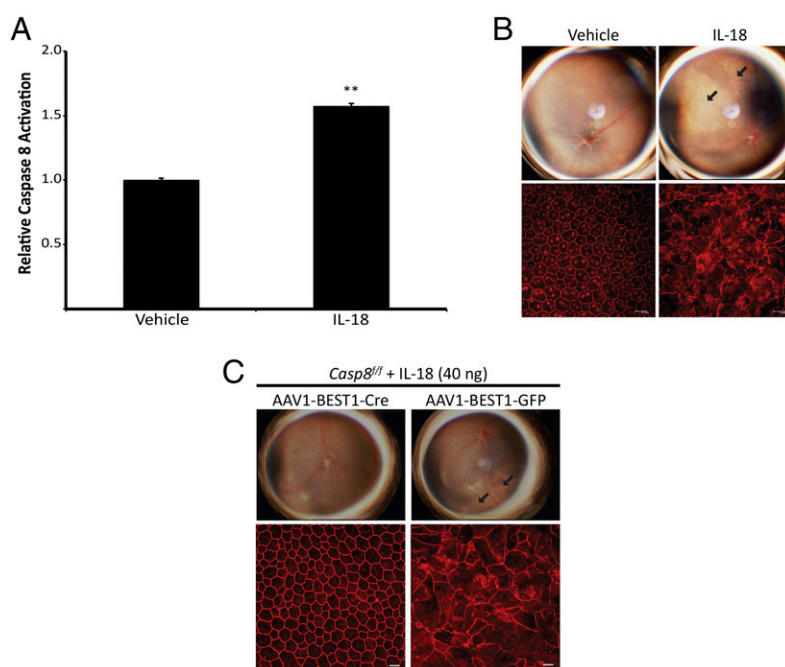 A
2.0
1.5
1.0
0.5
Relative Caspase 8 Activation
**
Vehicle
IL-18
B
Vehicle
IL-18
C
Casp8f/f + IL-18 (40 ng)
AAV1-BEST1-Cre
AAV1-BEST1-GFP